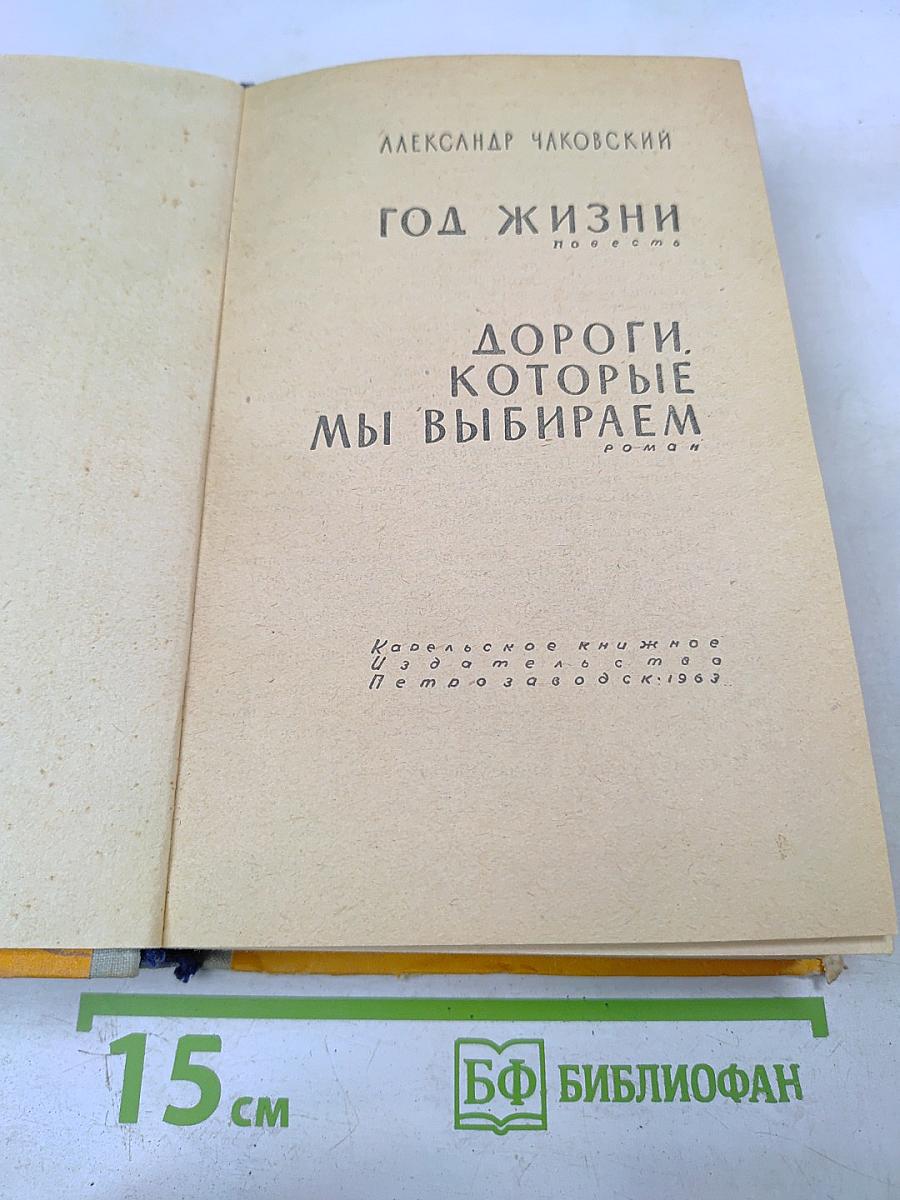 АЛЕКСАНДР ЧАКОВСКИЙ
ГОД ЖИЗНИ
повесть
ДОРОГИ,
КОТОРЫЕ
МЫ ВЫБИРАЕМ
роман
Карельское книжное
Издательство
Петрозаводск·1963
15 см
БФ БИБЛИОФАН